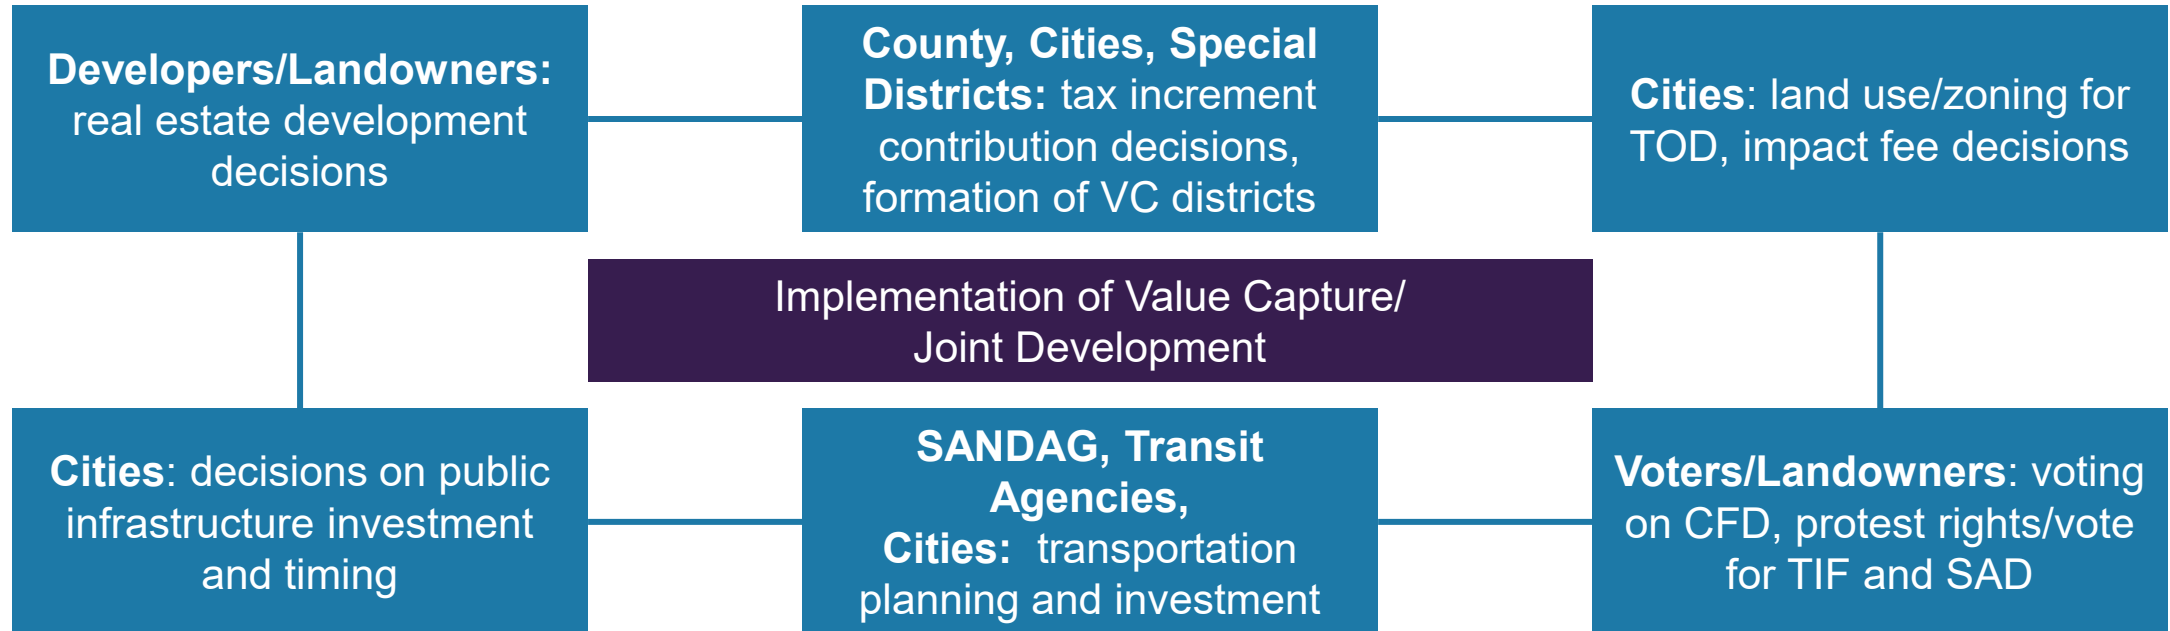 Developers/Landowners:
real estate development
decisions
County, Cities, Special
Districts: tax increment
contribution decisions,
formation of VC districts
Cities: land use/zoning for
TOD, impact fee decisions
Implementation of Value Capture/
Joint Development
Cities: decisions on public
infrastructure investment
and timing
SANDAG, Transit
Agencies,
Cities: transportation
planning and investment
Voters/Landowners: voting
on CFD, protest rights/vote
for TIF and SAD